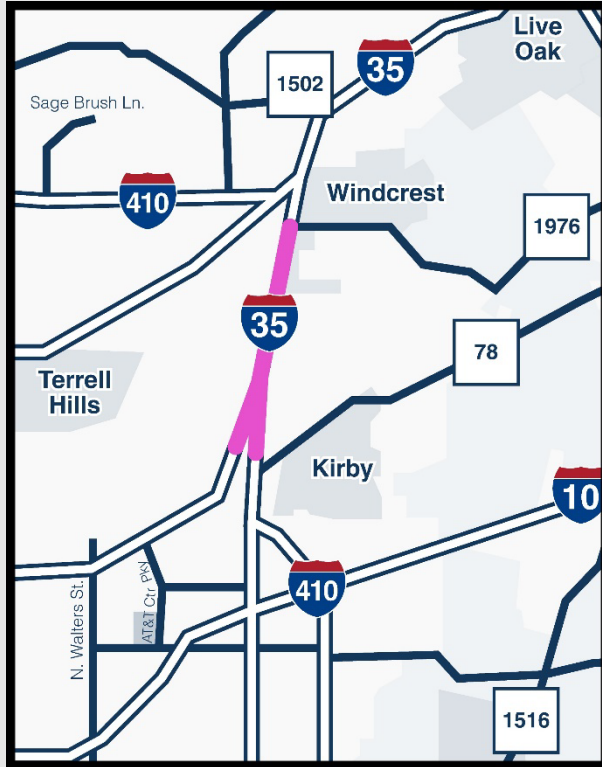 Live
Oak
35
1502
Sage Brush Ln.
410
Windcrest
1976
35
78
Terrell
Hills
Kirby
10
410
AT&T Ctr Pky
N. Walters St.
1516